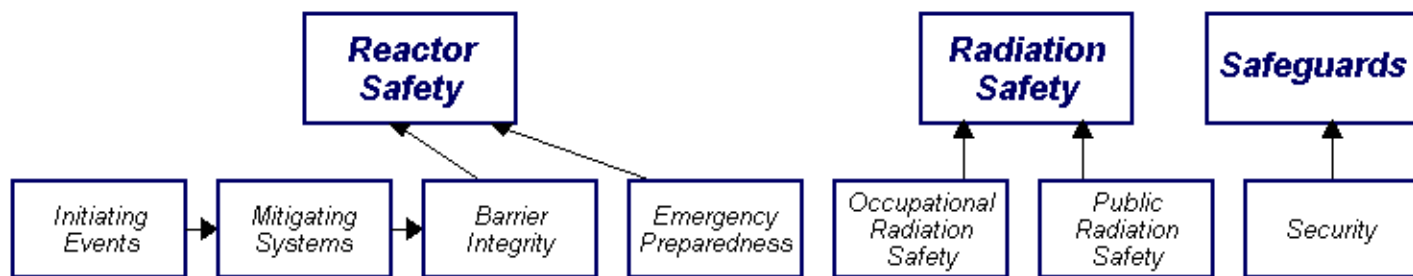 Reactor
Safety
Radiation
Safety
Safeguards
Initiating
Events
Mitigating
Systems
Barrier
Integrity
Emergency
Preparedness
Occupational
Radiation
Safety
Public
Radiation
Safety
Security